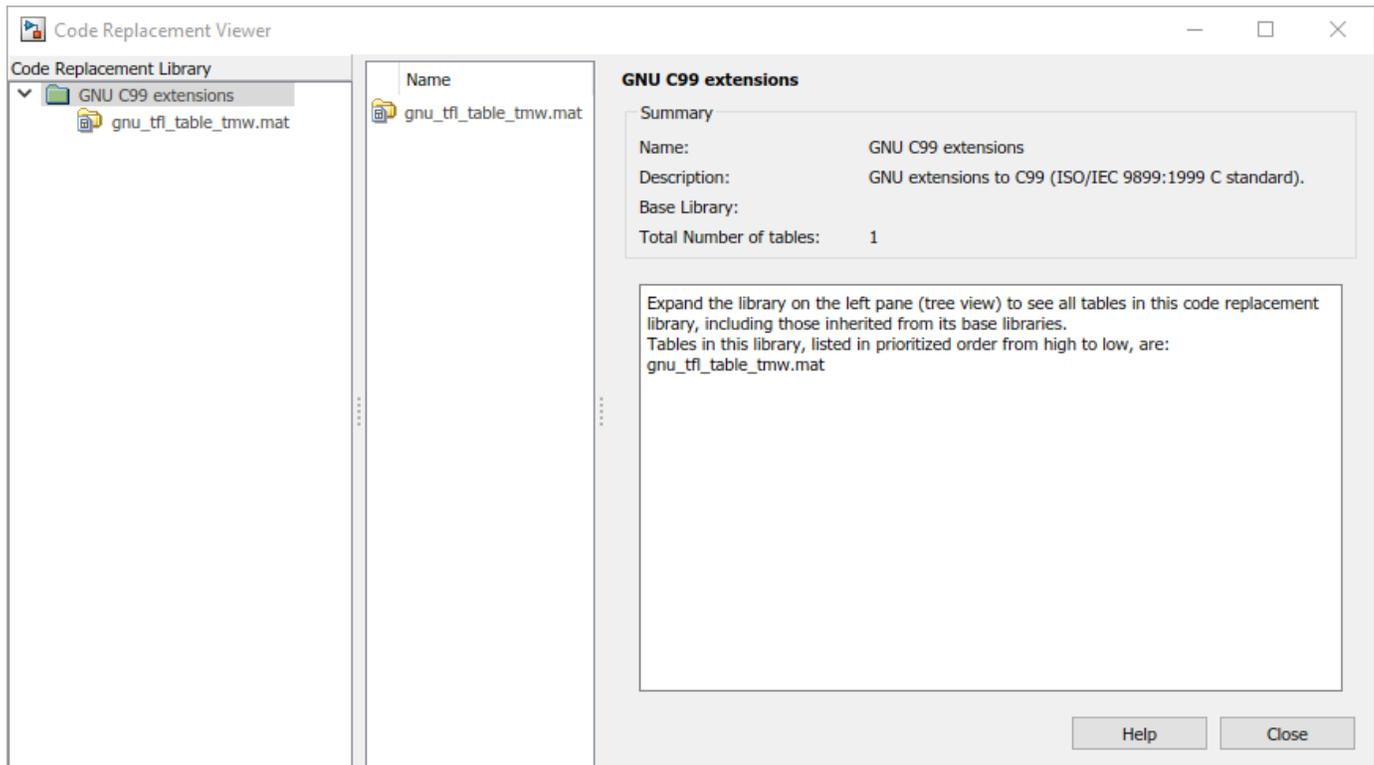 Code Replacement Viewer
Code Replacement Library
GNU C99 extensions
gnu_tfl_table_tmw.mat
Name
gnu_tfl_table_tmw.mat
GNU C99 extensions
Summary
Name: GNU C99 extensions
Description: GNU extensions to C99 (ISO/IEC 9899:1999 C standard).
Base Library:
Total Number of tables: 1
Expand the library on the left pane (tree view) to see all tables in this code replacement
library, including those inherited from its base libraries.
Tables in this library, listed in prioritized order from high to low, are:
gnu_tfl_table_tmw.mat
Help Close